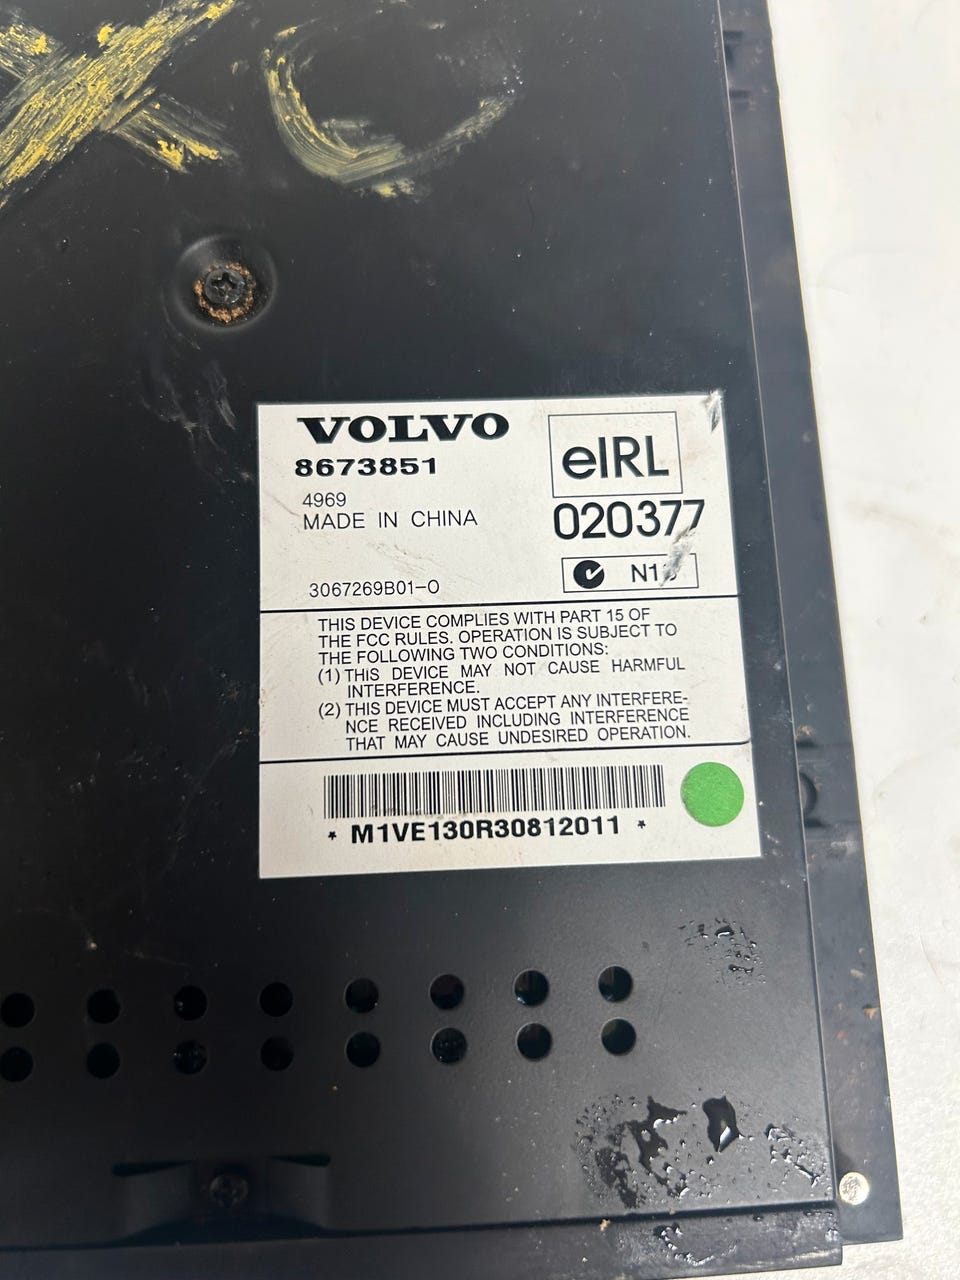 XC
VOLVO
8673851
4969
MADE IN CHINA
3067269B01-O
eIRL
020377
THIS DEVICE COMPLIES WITH PART 15 OF
THE FCC RULES. OPERATION IS SUBJECT TO
THE FOLLOWING TWO CONDITIONS:
(1) THIS DEVICE MAY NOT CAUSE HARMFUL
INTERFERENCE.
(2) THIS DEVICE MUST ACCEPT ANY INTERFERE-
NCE RECEIVED INCLUDING INTERFERENCE
THAT MAY CAUSE UNDESIRED OPERATION.
* M1VE130R30812011 *